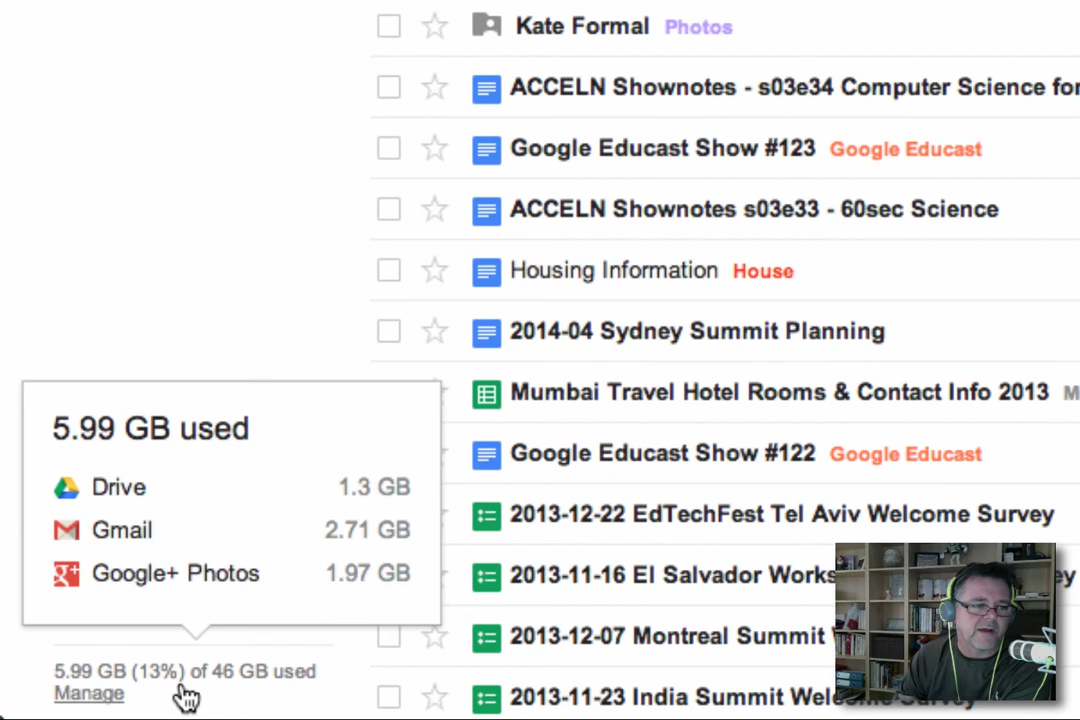 Kate Formal Photos
ACCELN Shownotes - s03e34 Computer Science for
Google Educast Show #123 Google Educast
ACCELN Shownotes s03e33 - 60sec Science
Housing Information House
2014-04 Sydney Summit Planning
Mumbai Travel Hotel Rooms & Contact Info 2013 M
Google Educast Show #122 Google Educast
2013-12-22 EdTechFest Tel Aviv Welcome Survey
2013-11-16 El Salvador Works ey
2013-12-07 Montreal Summit
2013-11-23 India Summit Welcome Survey
5.99 GB used
Drive 1.3 GB
Gmail 2.71 GB
Google+ Photos 1.97 GB
5.99 GB (13%) of 46 GB used
Manage